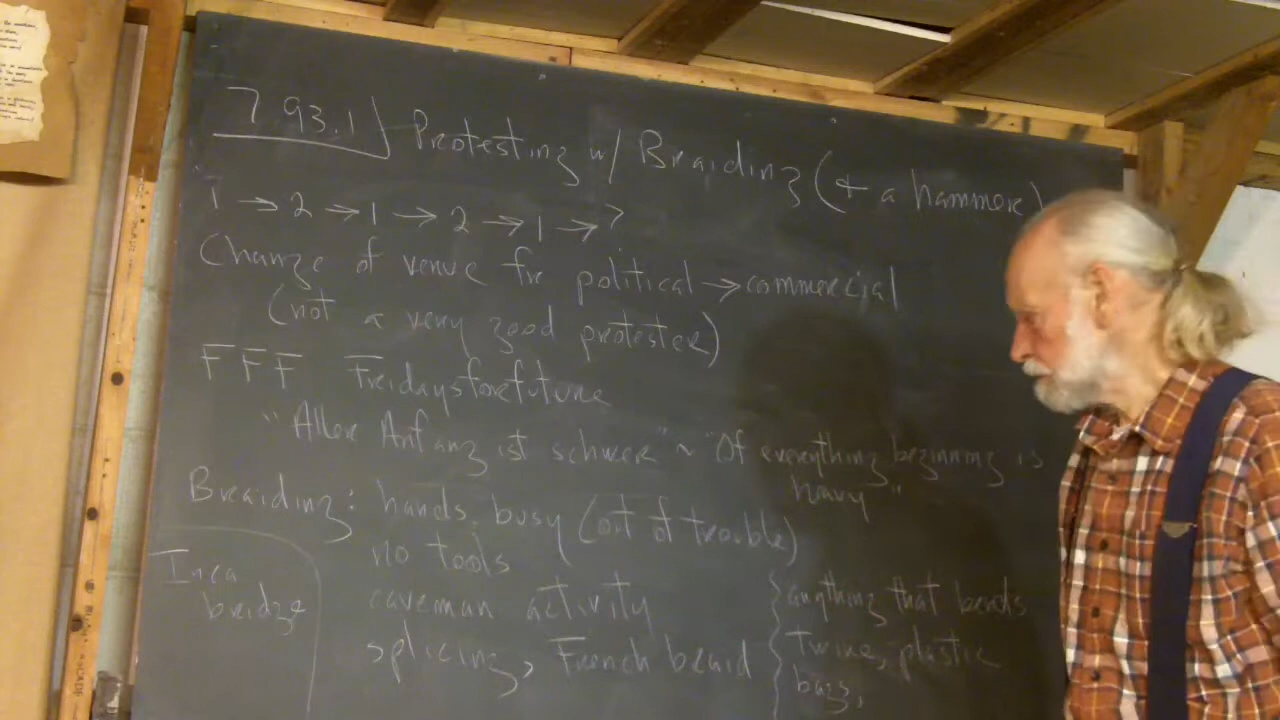 7.93.1] Protesting w/ Braiding (+ a hammer)
1 → 2 → 1 → 2 → 1 → ?
Change of venue fr political → commercial
(not a very good protester)
FFF Fridaysforfuture
"Aller Anfang ist schwer" ~ "Of everything beginning is
heavy"
Braiding: hands busy (out of trouble)
no tools
Inca
bridge
caveman activity
splicing, French braid
anything that bends
twine, plastic
bags,